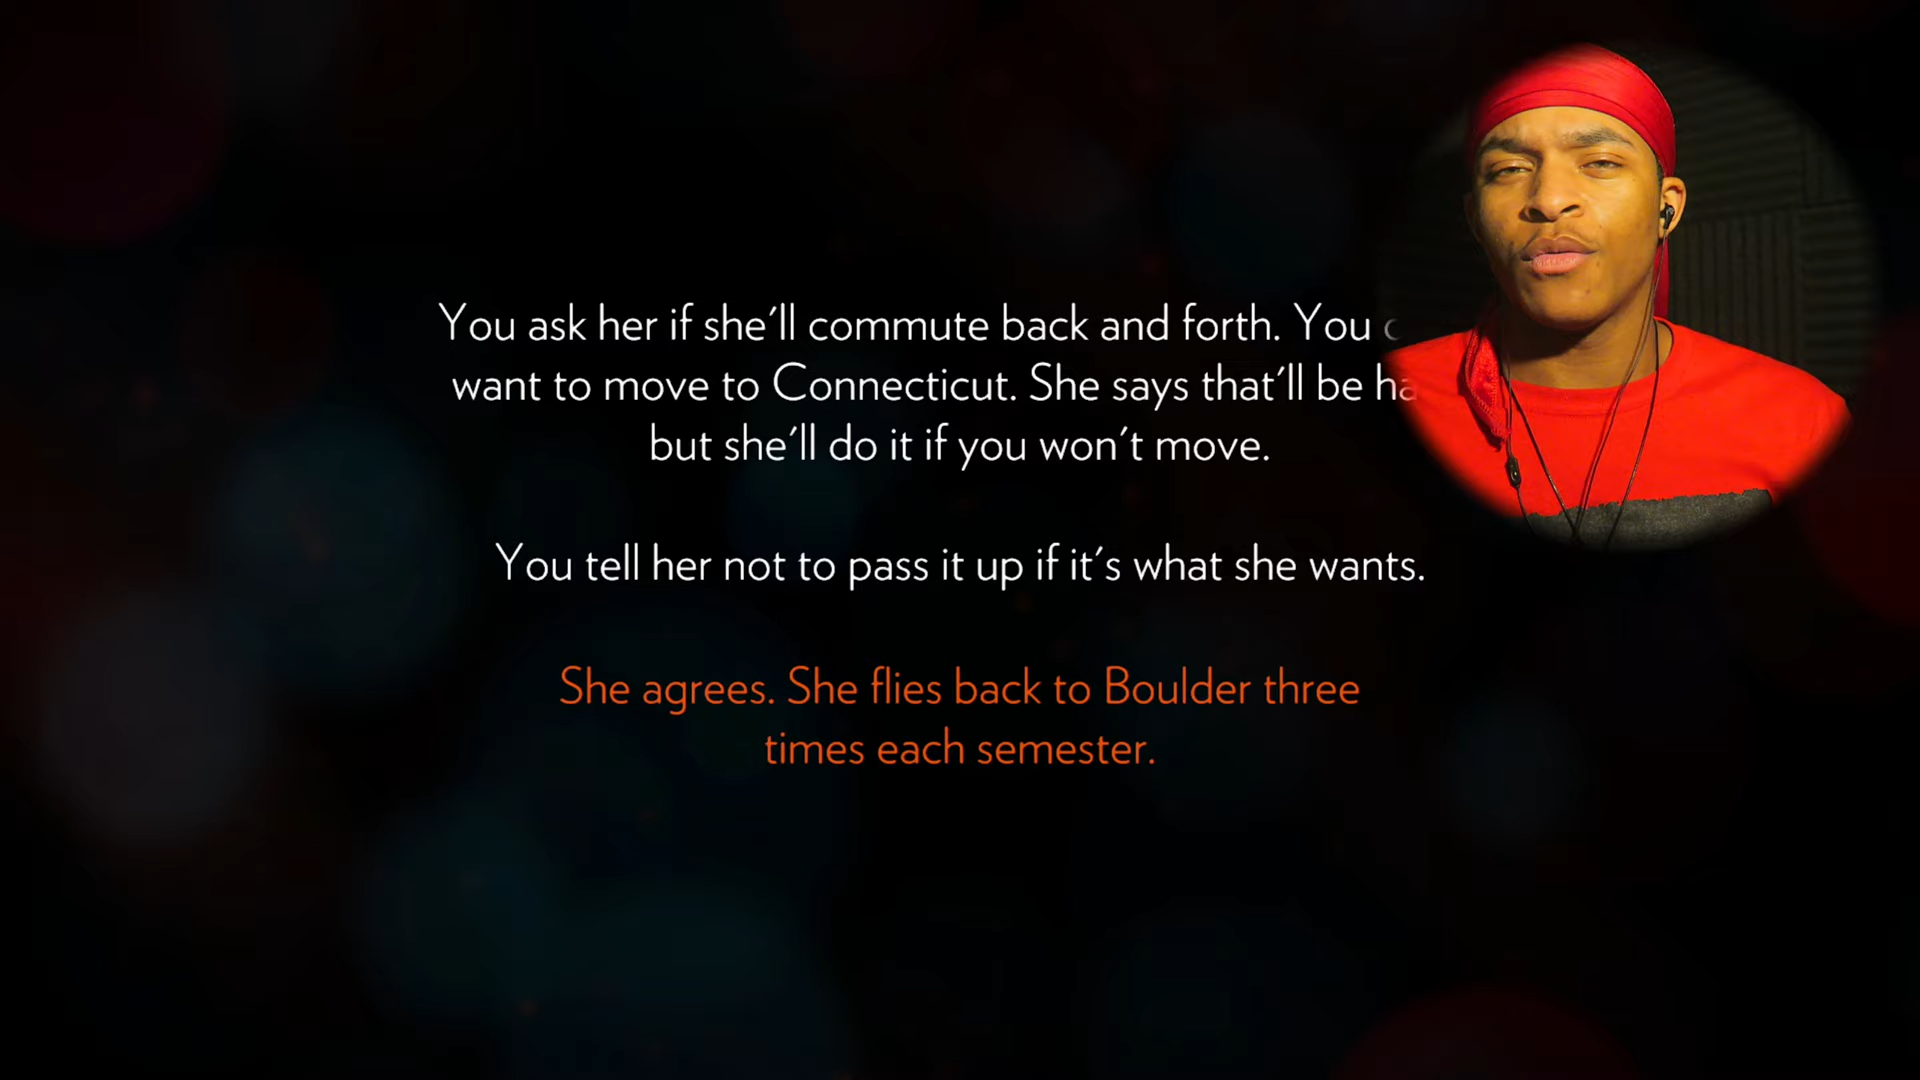 You ask her if she'll commute back and forth. You
want to move to Connecticut. She says that'll be
but she'll do it if you won't move.
You tell her not to pass it up if it's what she wants.
She agrees. She flies back to Boulder three
times each semester.